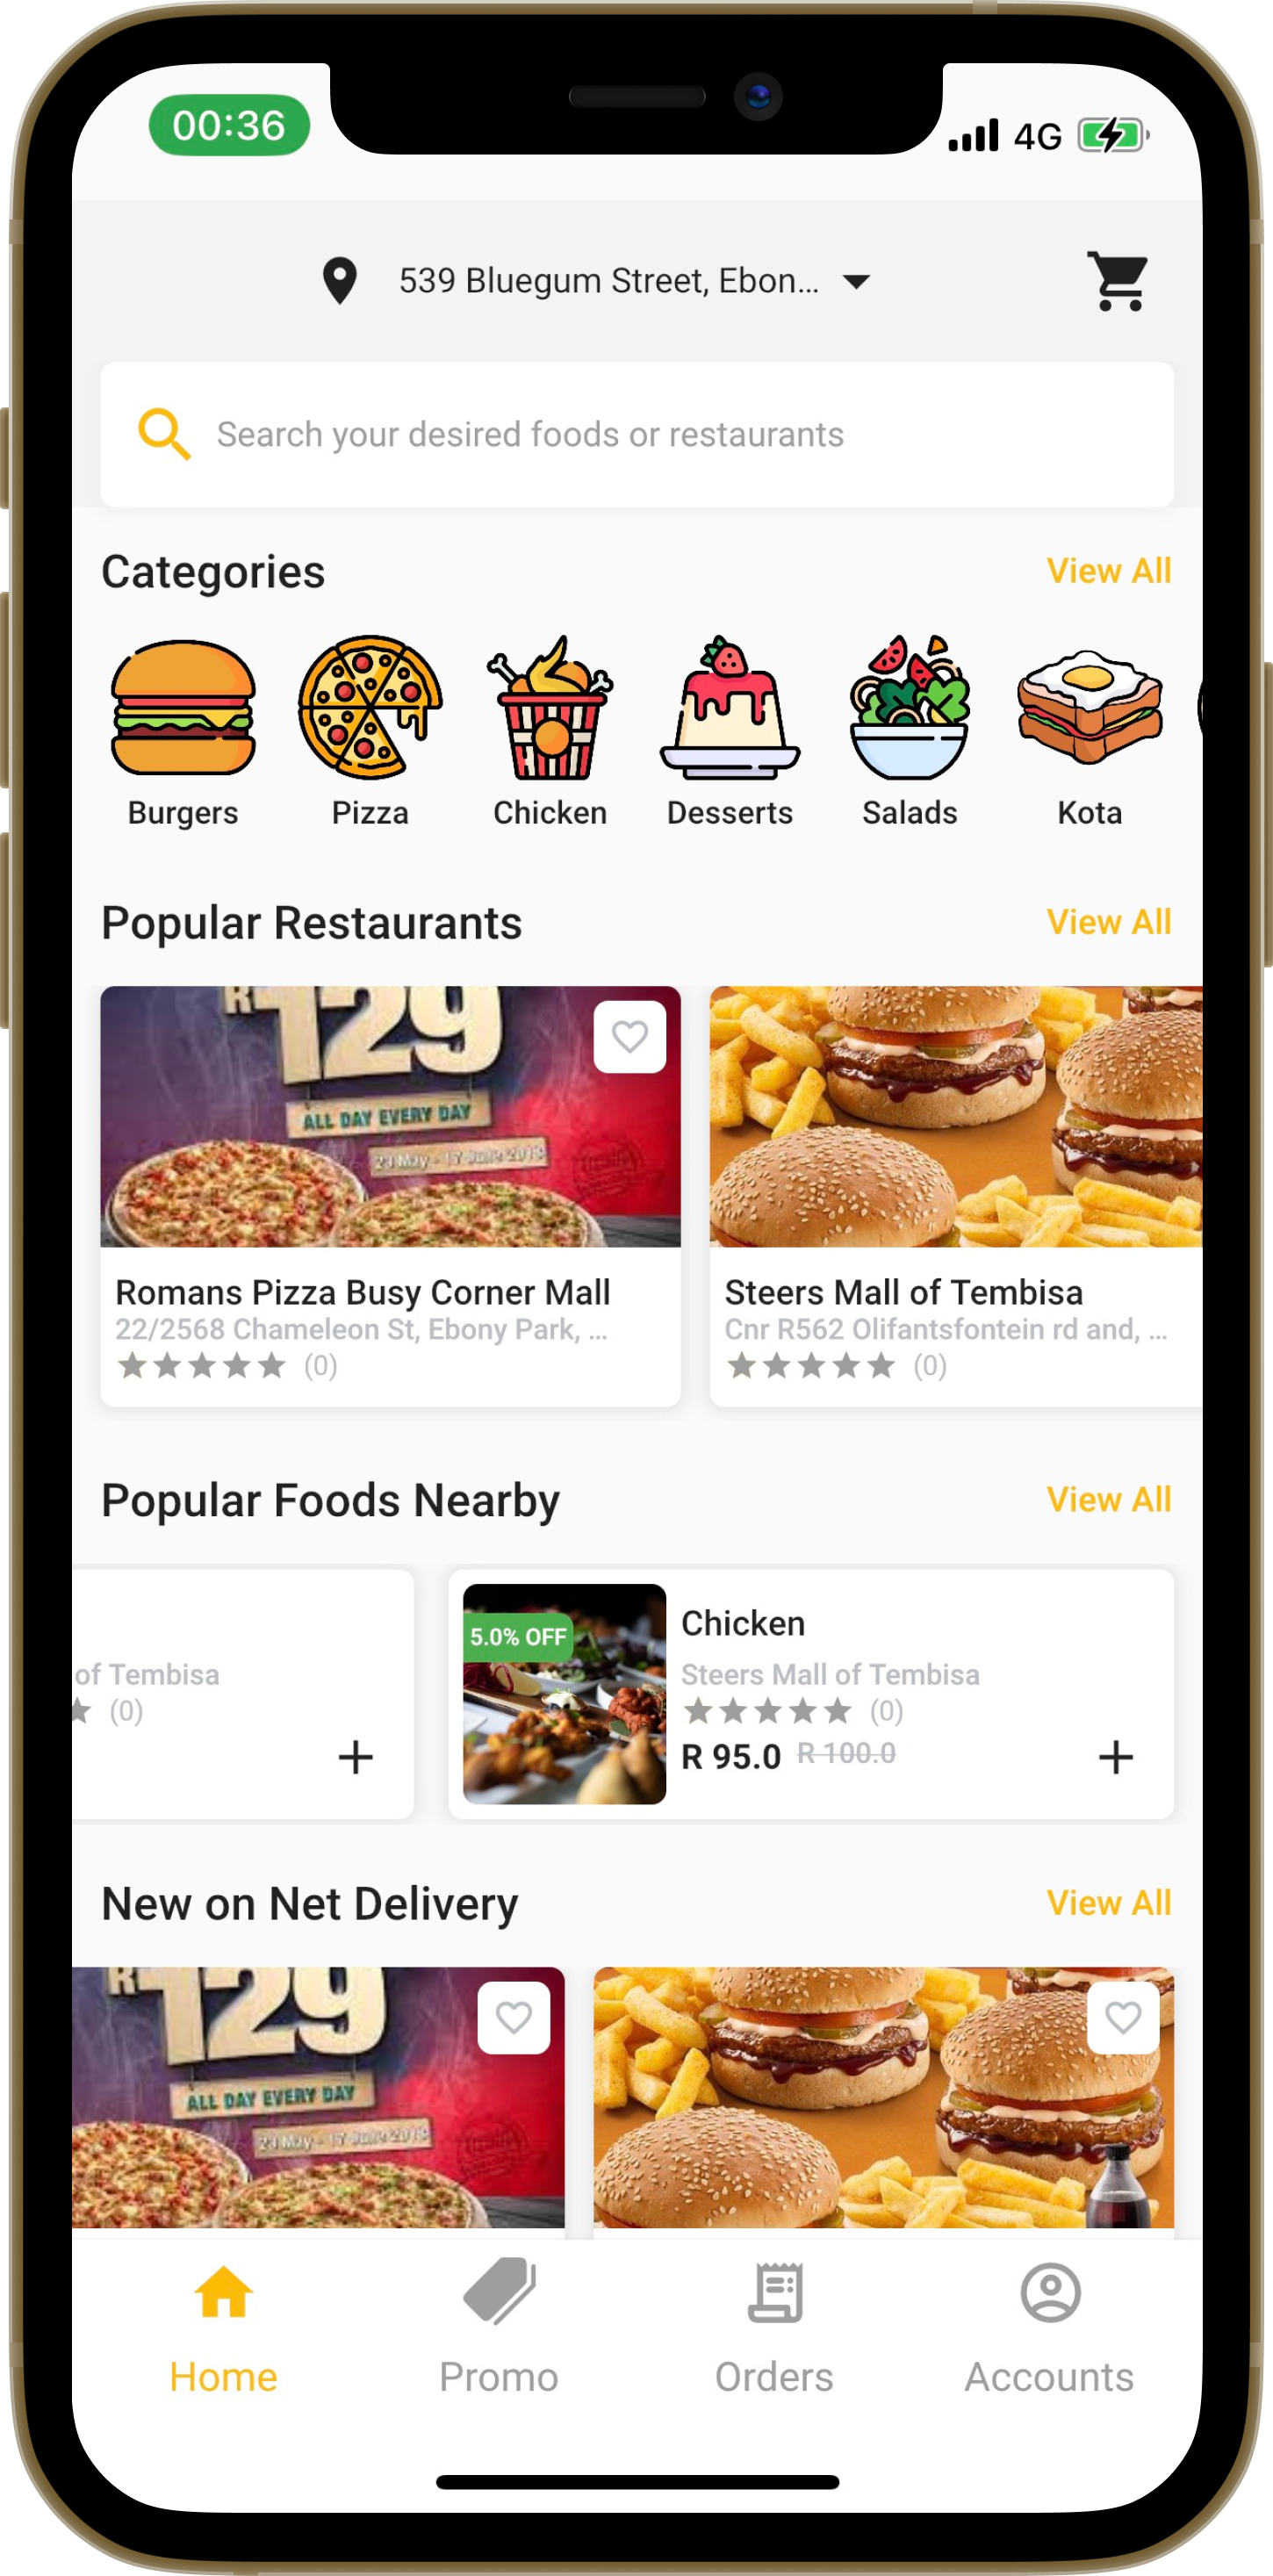 00:36
4G
539 Bluegum Street, Ebon...
Search your desired foods or restaurants
Categories
View All
Burgers
Pizza
Chicken
Desserts
Salads
Kota
Popular Restaurants
View All
R129
ALL DAY EVERY DAY
Romans Pizza Busy Corner Mall
22/2568 Chameleon St, Ebony Park, ...
(0)
Steers Mall of Tembisa
Cnr R562 Olifantsfontein rd and, ...
(0)
Popular Foods Nearby
View All
of Tembisa
(0)
+
5.0% OFF
Chicken
Steers Mall of Tembisa
(0)
R 95.0 R 100.0
+
New on Net Delivery
View All
R129
ALL DAY EVERY DAY
Home
Promo
Orders
Accounts